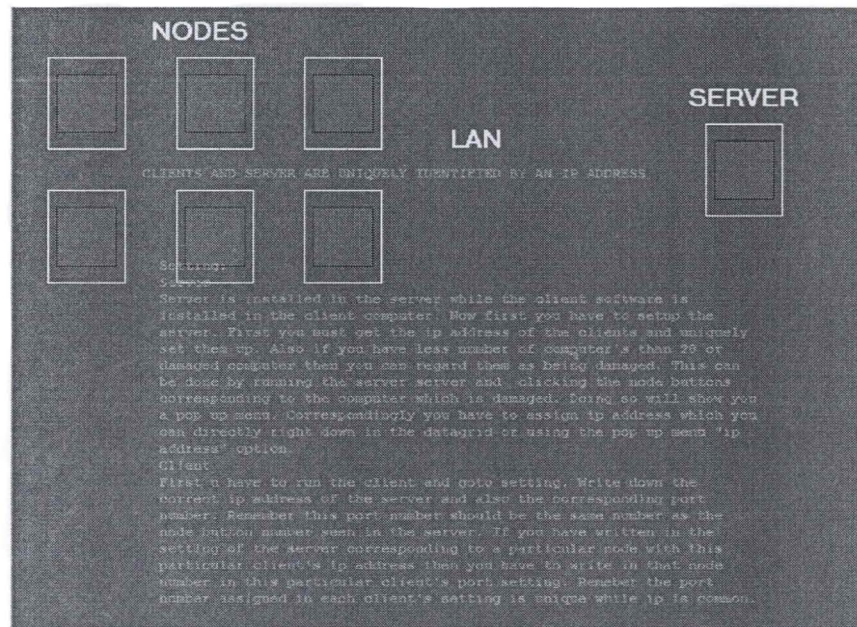 NODES
SERVER
LAN
CLIENTS AND SERVER ARE UNIQUELY IDENTIFIED BY AN IP ADDRESS
Setting:
Server
Server is installed in the server while the client software is
installed in the client computer. Now first you have to setup the
server. First you must get the ip address of the clients and uniquely
set them up. Also if you have less number of computer's than 20 or
damaged computer then you can regard them as being damaged. This can
be done by running the server server and clicking the node buttons
corresponding to the computer which is damaged. Doing so will show you
a pop up menu. Correspondingly you have to assign ip address which you
can directly right down in the datagrid or using the pop up menu "ip
address" option.
Client
First u have to run the client and goto setting. Write down the
correct ip address of the server and also the corresponding port
number. Remember this port number should be the same number as the
node button number seen in the server. If you have written in the
setting of the server corresponding to a particular node with this
particular client's ip address then you have to write in that node
number in this particular client's port setting. Remeber the port
number assigned in each client's setting is unique while ip is common.